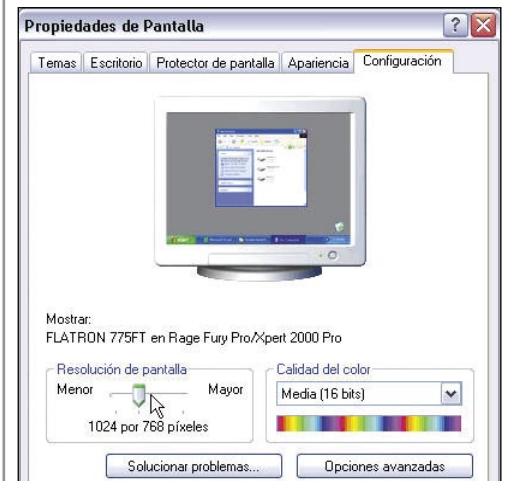 Propiedades de Pantalla
Temas Escritorio Protector de pantalla Apariencia Configuración
Mostrar:
FLATRON 775FT en Rage Fury Pro/Xpert 2000 Pro
Resolución de pantalla
Menor Mayor
1024 por 768 píxeles
Calidad del color
Media (16 bits)
Solucionar problemas... Opciones avanzadas